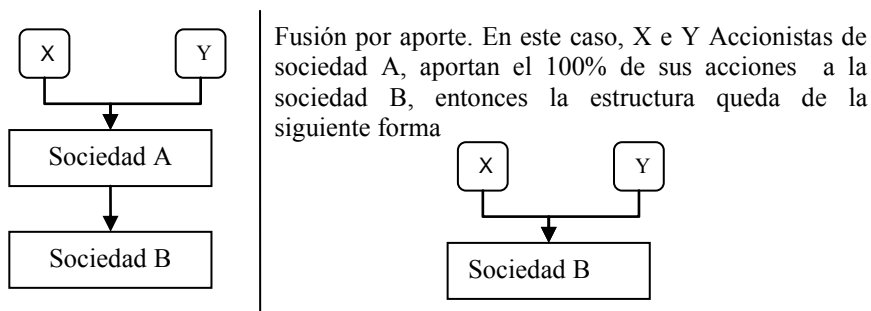 X
Y
Sociedad A
Sociedad B
Fusión por aporte. En este caso, X e Y Accionistas de
sociedad A, aportan el 100% de sus acciones a la
sociedad B, entonces la estructura queda de la
siguiente forma
X
Y
Sociedad B